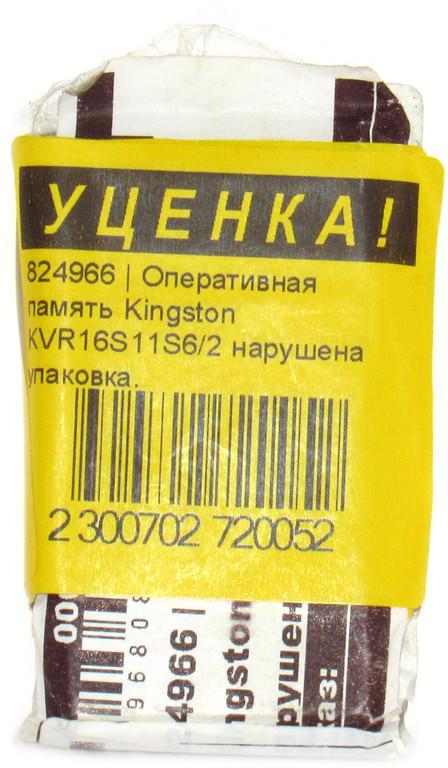 УЦЕНКА!
824966 | Оперативная
память Kingston
KVR16S11S6/2 нарушена
упаковка.
2 300702 720052